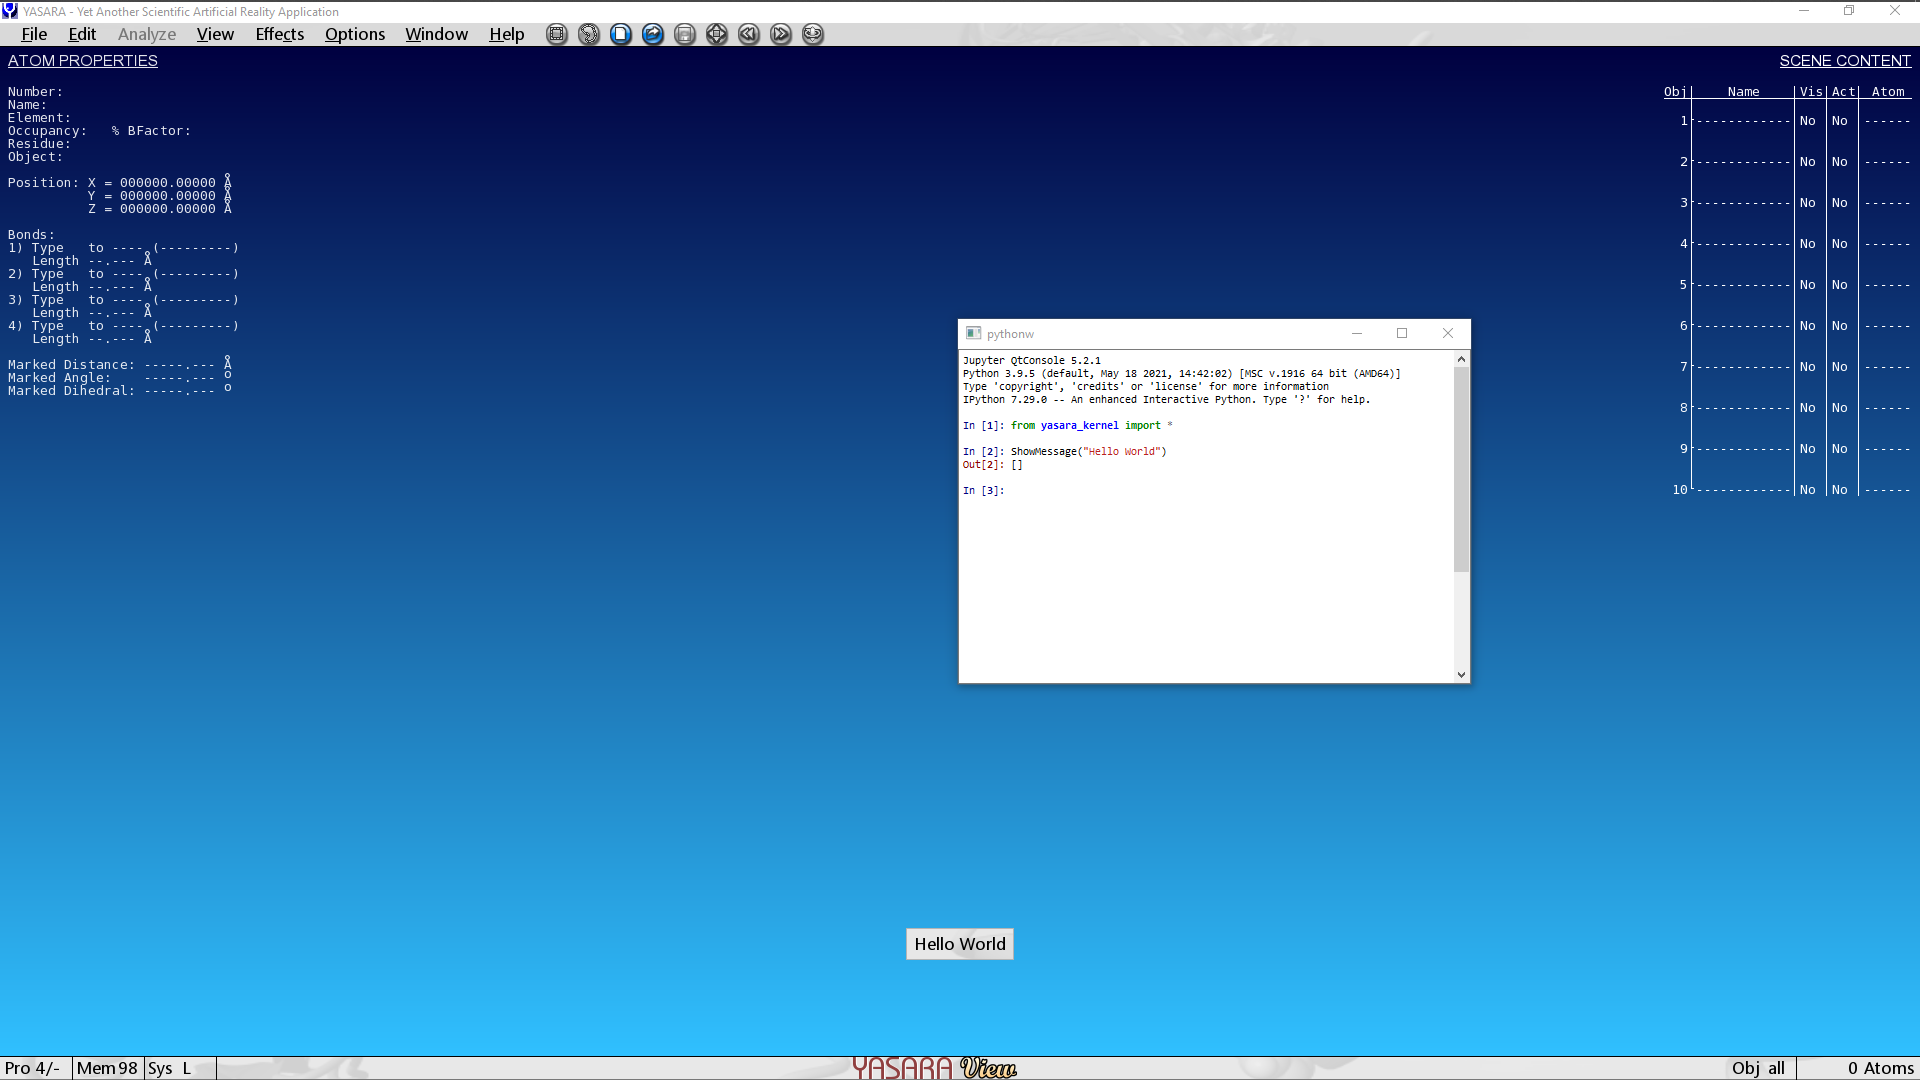 YASARA - Yet Another Scientific Artificial Reality Application
File Edit Analyze View Effects Options Window Help
ATOM PROPERTIES
Number:
Name:
Element:
Occupancy:   % BFactor:
Residue:
Object:
Position: X = 000000.00000 Å
Y = 000000.00000 Å
Z = 000000.00000 Å
Bonds:
1) Type   to ---- (---------)
Length --.--- Å
2) Type   to ---- (---------)
Length --.--- Å
3) Type   to ---- (---------)
Length --.--- Å
4) Type   to ---- (---------)
Length --.--- Å
Marked Distance: -----.--- Å
Marked Angle:    -----.--- o
Marked Dihedral: -----.--- o
SCENE CONTENT
Obj| Name |Vis|Act| Atom
1 ------------ No No ------
2 ------------ No No ------
3 ------------ No No ------
4 ------------ No No ------
5 ------------ No No ------
6 ------------ No No ------
7 ------------ No No ------
8 ------------ No No ------
9 ------------ No No ------
10 ------------ No No ------
pythonw
Jupyter QtConsole 5.2.1
Python 3.9.5 (default, May 18 2021, 14:42:02) [MSC v.1916 64 bit (AMD64)]
Type 'copyright', 'credits' or 'license' for more information
IPython 7.29.0 -- An enhanced Interactive Python. Type '?' for help.
In [1]: from yasara_kernel import *
In [2]: ShowMessage("Hello World")
Out[2]: []
In [3]:
Hello World
Pro 4/- Mem 98 Sys L YASARA View Obj all 0 Atoms